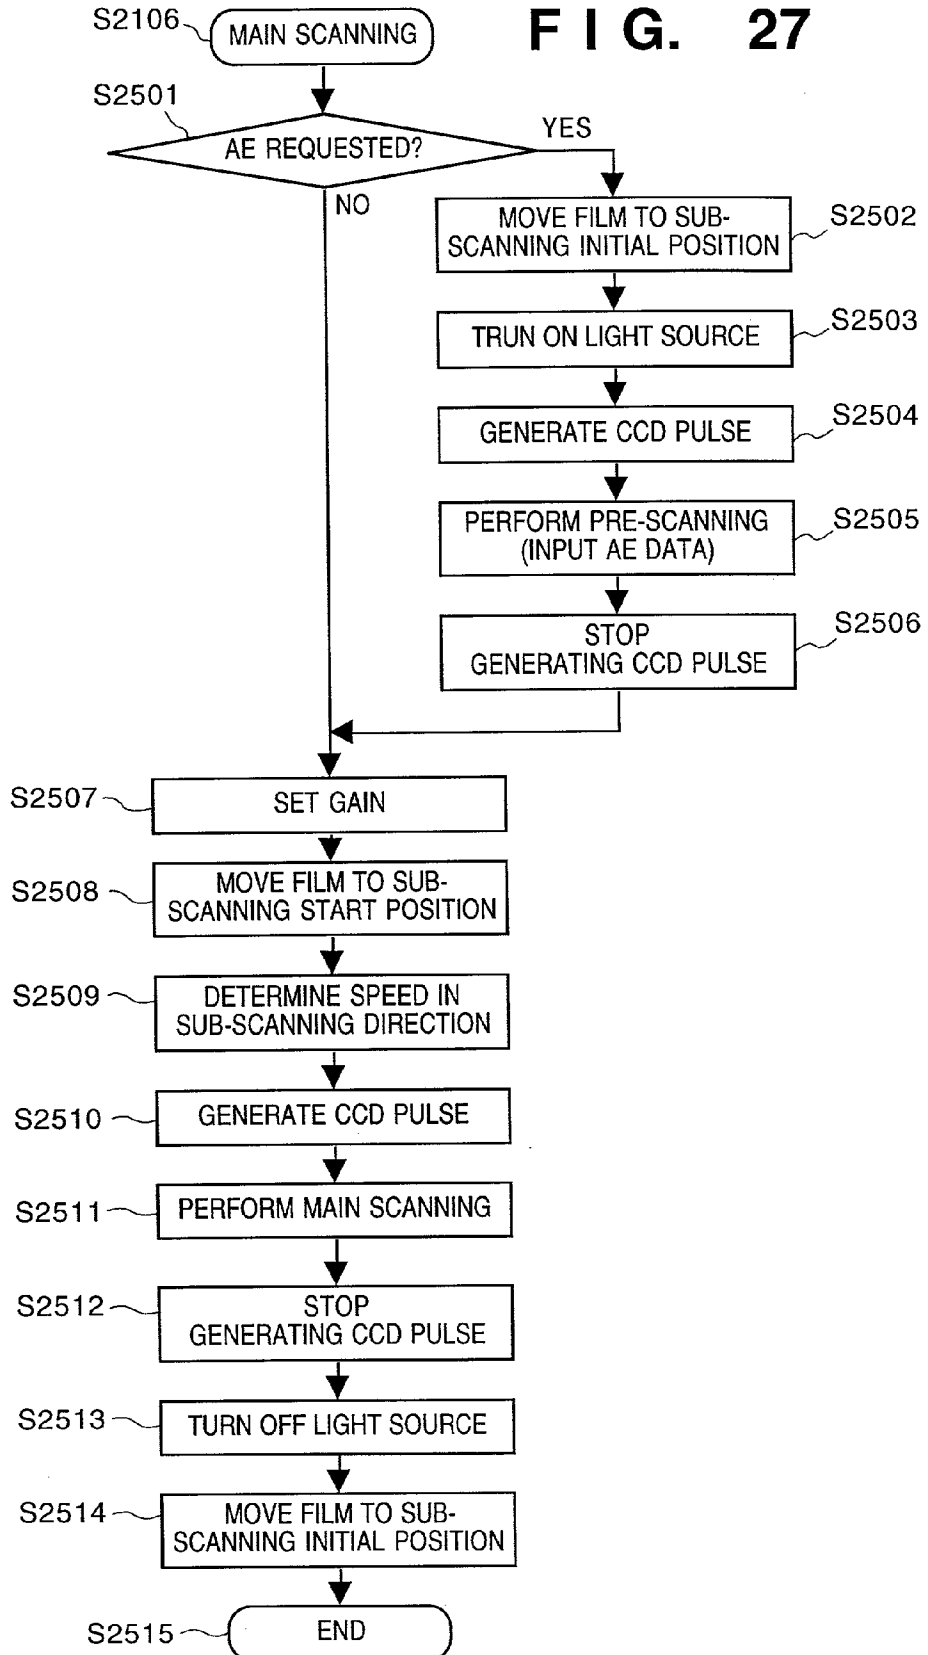 FIG. 27
S2106
MAIN SCANNING
S2501
AE REQUESTED?
YES
NO
MOVE FILM TO SUB-
SCANNING INITIAL POSITION
S2502
TRUN ON LIGHT SOURCE
S2503
GENERATE CCD PULSE
S2504
PERFORM PRE-SCANNING
(INPUT AE DATA)
S2505
STOP
GENERATING CCD PULSE
S2506
S2507
SET GAIN
S2508
MOVE FILM TO SUB-
SCANNING START POSITION
S2509
DETERMINE SPEED IN
SUB-SCANNING DIRECTION
S2510
GENERATE CCD PULSE
S2511
PERFORM MAIN SCANNING
S2512
STOP
GENERATING CCD PULSE
S2513
TURN OFF LIGHT SOURCE
S2514
MOVE FILM TO SUB-
SCANNING INITIAL POSITION
S2515
END